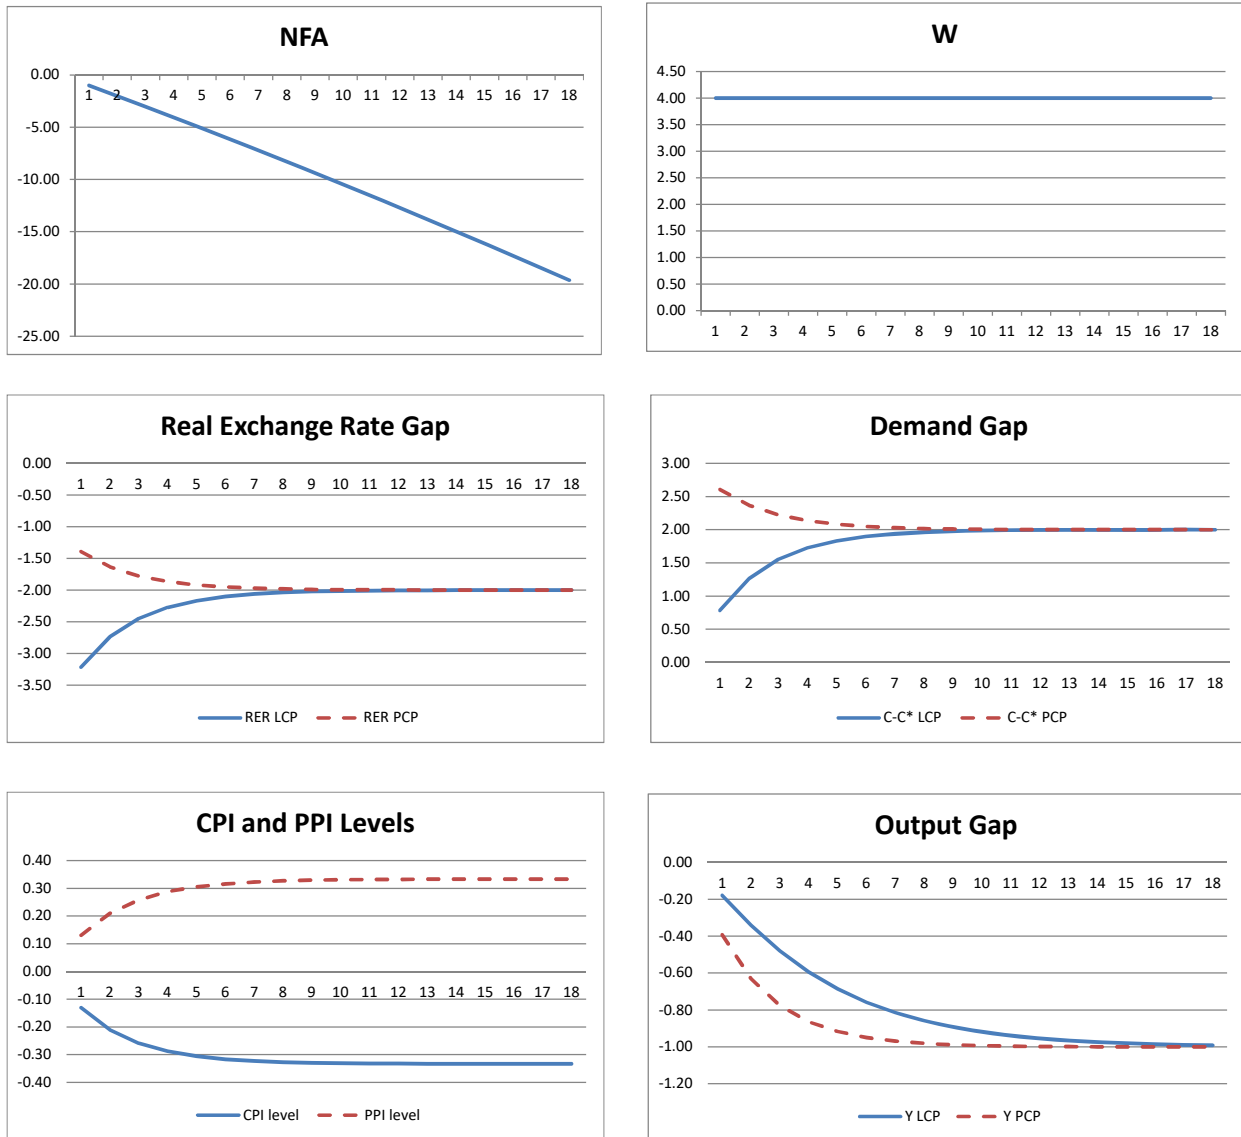 NFA
0.00
1 2 3 4 5 6 7 8 9 10 11 12 13 14 15 16 17 18
-5.00
-10.00
-15.00
-20.00
-25.00
W
4.50
4.00
3.50
3.00
2.50
2.00
1.50
1.00
0.50
0.00
1 2 3 4 5 6 7 8 9 10 11 12 13 14 15 16 17 18
Real Exchange Rate Gap
0.00
1 2 3 4 5 6 7 8 9 10 11 12 13 14 15 16 17 18
-0.50
-1.00
-1.50
-2.00
-2.50
-3.00
-3.50
RER LCP RER PCP
Demand Gap
3.00
2.50
2.00
1.50
1.00
0.50
0.00
1 2 3 4 5 6 7 8 9 10 11 12 13 14 15 16 17 18
C-C* LCP C-C* PCP
CPI and PPI Levels
0.40
0.30
0.20
0.10
0.00
1 2 3 4 5 6 7 8 9 10 11 12 13 14 15 16 17 18
-0.10
-0.20
-0.30
-0.40
CPI level PPI level
Output Gap
0.00
1 2 3 4 5 6 7 8 9 10 11 12 13 14 15 16 17 18
-0.20
-0.40
-0.60
-0.80
-1.00
-1.20
Y LCP Y PCP